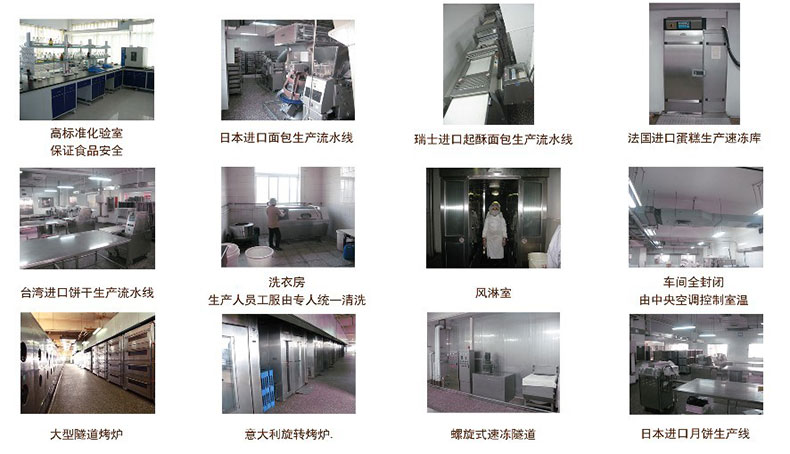 高标准化验室
保证食品安全
日本进口面包生产流水线
瑞士进口起酥面包生产流水线
法国进口蛋糕生产速冻库
台湾进口饼干生产流水线
洗衣房
生产人员工服由专人统一清洗
风淋室
车间全封闭
由中央空调控制室温
大型隧道烤炉
意大利旋转烤炉.
螺旋式速冻隧道
日本进口月饼生产线